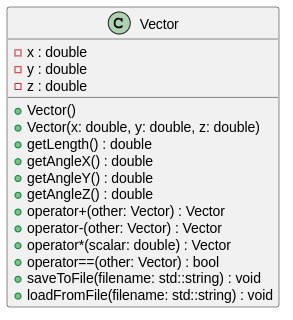 C Vector
x : double
y : double
z : double
Vector()
Vector(x: double, y: double, z: double)
getLength() : double
getAngleX() : double
getAngleY() : double
getAngleZ() : double
operator+(other: Vector) : Vector
operator-(other: Vector) : Vector
operator*(scalar: double) : Vector
operator==(other: Vector) : bool
saveToFile(filename: std::string) : void
loadFromFile(filename: std::string) : void